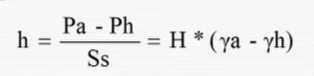 h = Pa - Ph / Ss = H * (γa - γh)